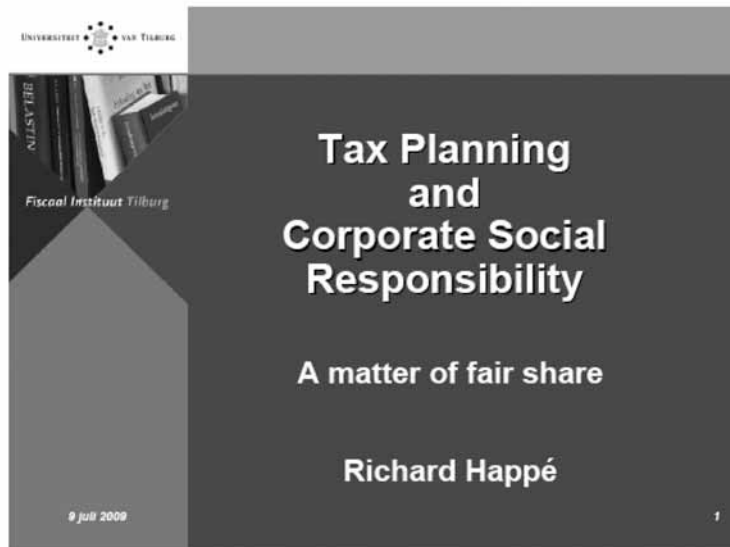 UNIVERSITEIT VAN TILBURG
BELASTIN
Fiscaal Instituut Tilburg
Tax Planning
and
Corporate Social
Responsibility
A matter of fair share
Richard Happé
9 juli 2009
1